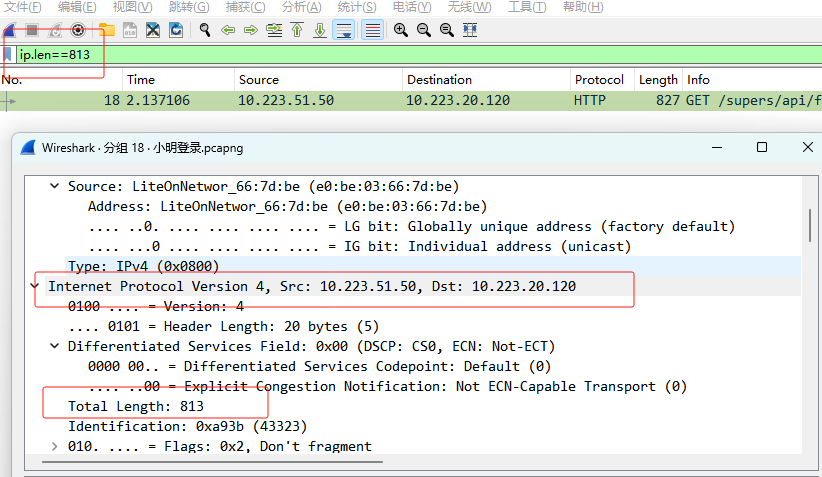 文件(F) 编辑(E) 视图(V) 跳转(G) 捕获(C) 分析(A) 统计(S) 电话(Y) 无线(W) 工具(T) 帮助(H)
ip.len==813
No. Time Source Destination Protocol Length Info
18 2.137106 10.223.51.50 10.223.20.120 HTTP 827 GET /supers/api/f
Wireshark · 分组 18 · 小明登录.pcapng
Source: LiteOnNetwor_66:7d:be (e0:be:03:66:7d:be)
Address: LiteOnNetwor_66:7d:be (e0:be:03:66:7d:be)
.... ..0. .... .... .... .... = LG bit: Globally unique address (factory default)
.... ...0 .... .... .... .... = IG bit: Individual address (unicast)
Type: IPv4 (0x0800)
Internet Protocol Version 4, Src: 10.223.51.50, Dst: 10.223.20.120
0100 .... = Version: 4
.... 0101 = Header Length: 20 bytes (5)
Differentiated Services Field: 0x00 (DSCP: CS0, ECN: Not-ECT)
0000 00.. = Differentiated Services Codepoint: Default (0)
.... ..00 = Explicit Congestion Notification: Not ECN-Capable Transport (0)
Total Length: 813
Identification: 0xa93b (43323)
010. .... = Flags: 0x2, Don't fragment